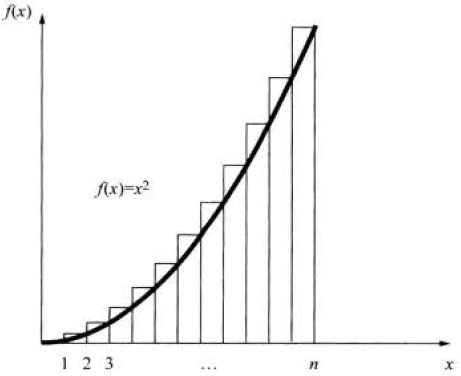 f(x)
f(x)=x²
1 2 3 … n x